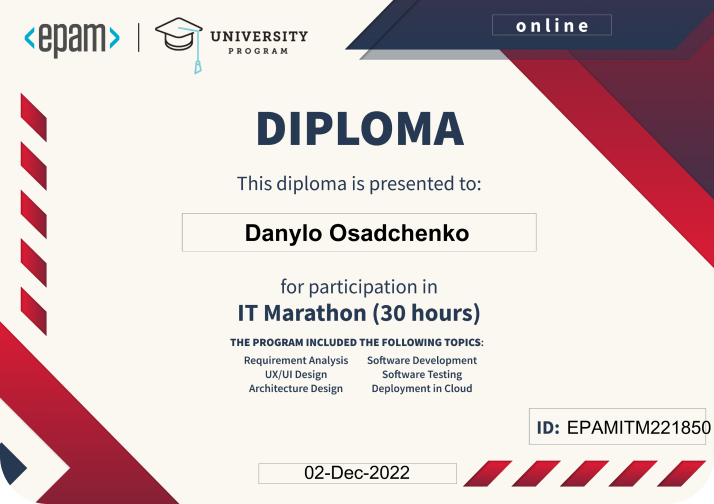 <epam> | UNIVERSITY
PROGRAM
online
DIPLOMA
This diploma is presented to:
Danylo Osadchenko
for participation in
IT Marathon (30 hours)
THE PROGRAM INCLUDED THE FOLLOWING TOPICS:
Requirement Analysis Software Development
UX/UI Design Software Testing
Architecture Design Deployment in Cloud
ID: EPAMITM221850
02-Dec-2022